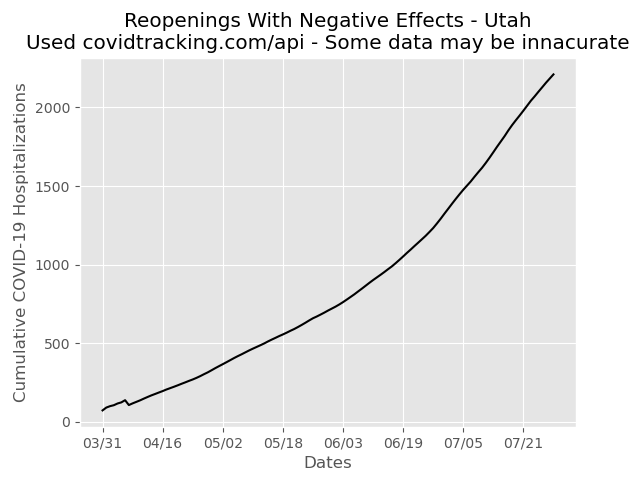 Reopenings With Negative Effects - Utah
Used covidtracking.com/api - Some data may be innacurate
Cumulative COVID-19 Hospitalizations
2000
1500
1000
500
0
03/31 04/16 05/02 05/18 06/03 06/19 07/05 07/21
Dates